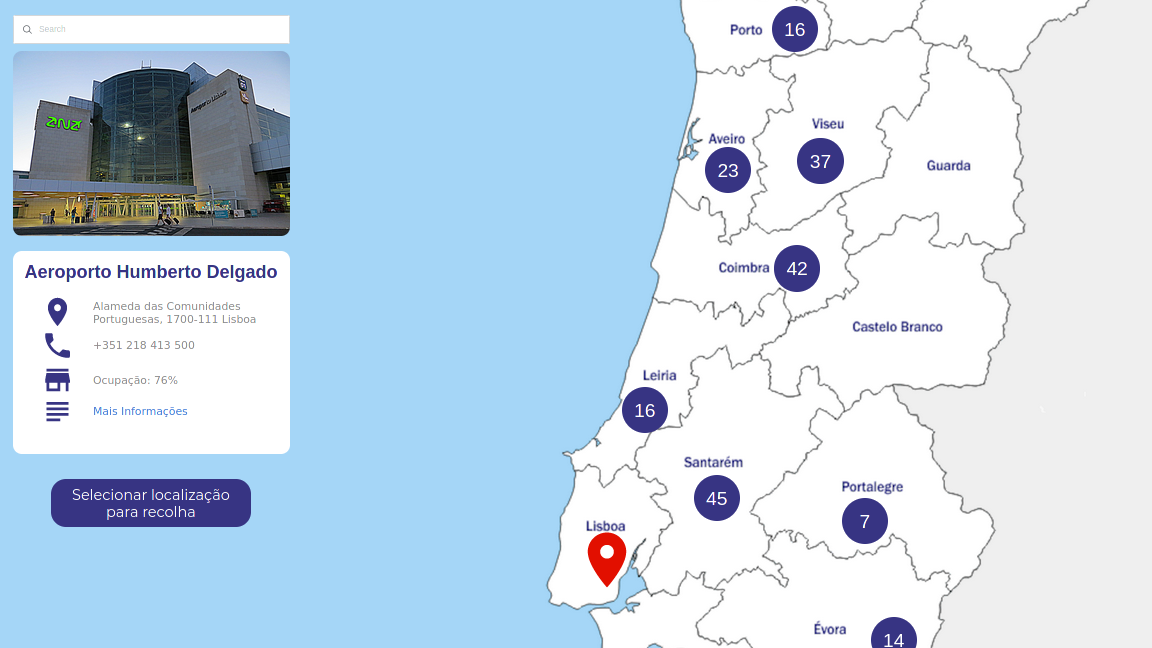 Search
ana
Aeroporto Lisboa
Aeroporto Humberto Delgado
Alameda das Comunidades
Portuguesas, 1700-111 Lisboa
+351 218 413 500
Ocupação: 76%
Mais Informações
Selecionar localização
para recolha
Porto 16
Viseu
37
Aveiro
23
Guarda
Coimbra 42
Castelo Branco
Leiria
16
Santarém
45
Portalegre
7
Lisboa
Évora 14